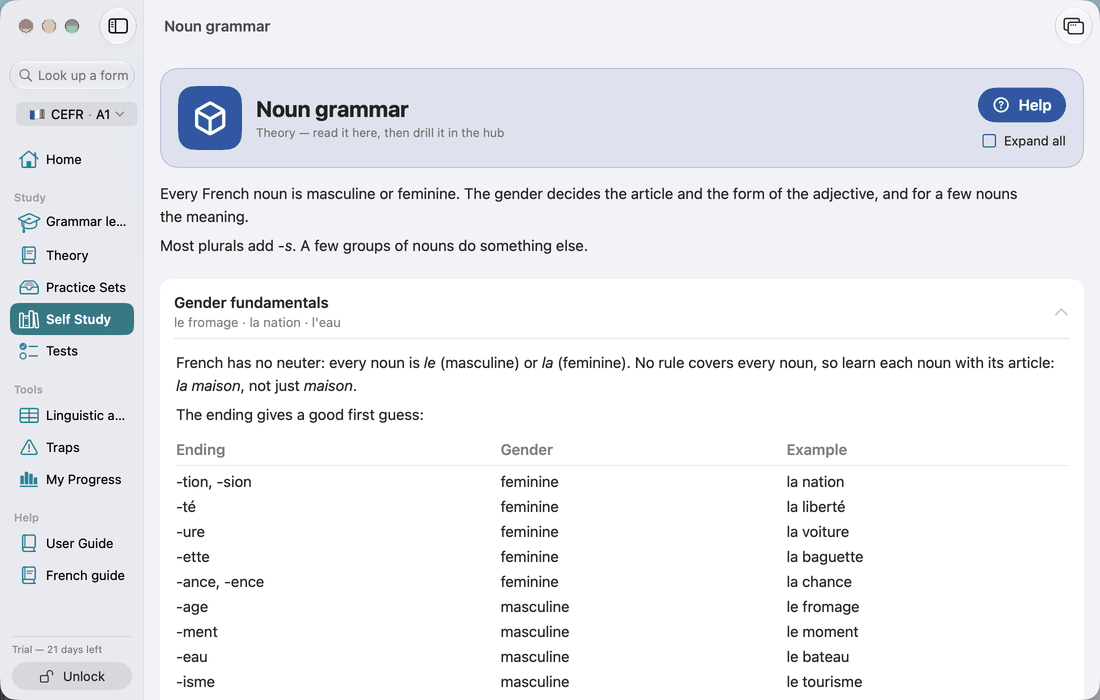 Noun grammar
Look up a form
CEFR · A1
Home
Study
Grammar le...
Theory
Practice Sets
Self Study
Tests
Tools
Linguistic a...
Traps
My Progress
Help
User Guide
French guide
Trial — 21 days left
Unlock
Noun grammar
Theory — read it here, then drill it in the hub
Help
Expand all
Every French noun is masculine or feminine. The gender decides the article and the form of the adjective, and for a few nouns
the meaning.
Most plurals add -s. A few groups of nouns do something else.
Gender fundamentals
le fromage · la nation · l'eau
French has no neuter: every noun is le (masculine) or la (feminine). No rule covers every noun, so learn each noun with its article:
la maison, not just maison.
The ending gives a good first guess:
Ending Gender Example
-tion, -sion feminine la nation
-té feminine la liberté
-ure feminine la voiture
-ette feminine la baguette
-ance, -ence feminine la chance
-age masculine le fromage
-ment masculine le moment
-eau masculine le bateau
-isme masculine le tourisme